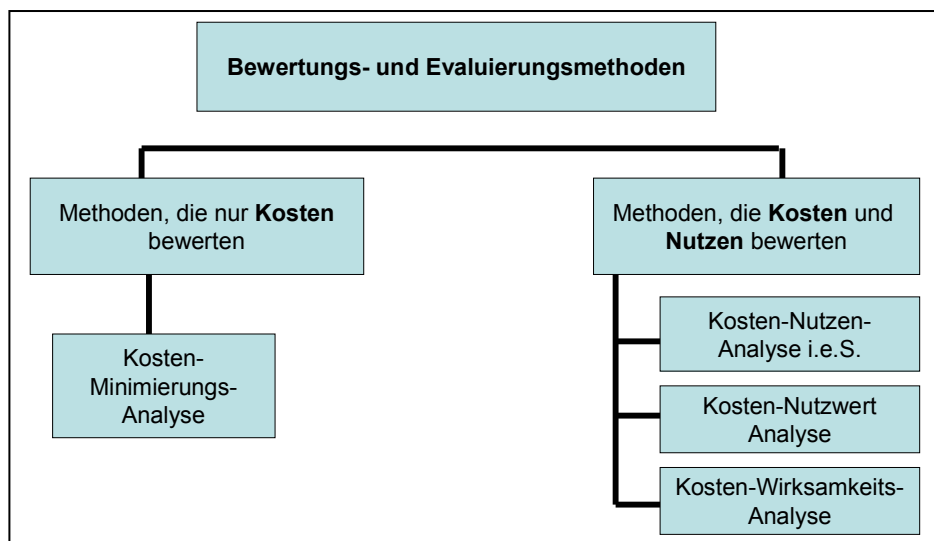 Bewertungs- und Evaluierungsmethoden
Methoden, die nur Kosten
bewerten
Methoden, die Kosten und
Nutzen bewerten
Kosten-
Minimierungs-
Analyse
Kosten-Nutzen-
Analyse i.e.S.
Kosten-Nutzwert
Analyse
Kosten-Wirksamkeits-
Analyse